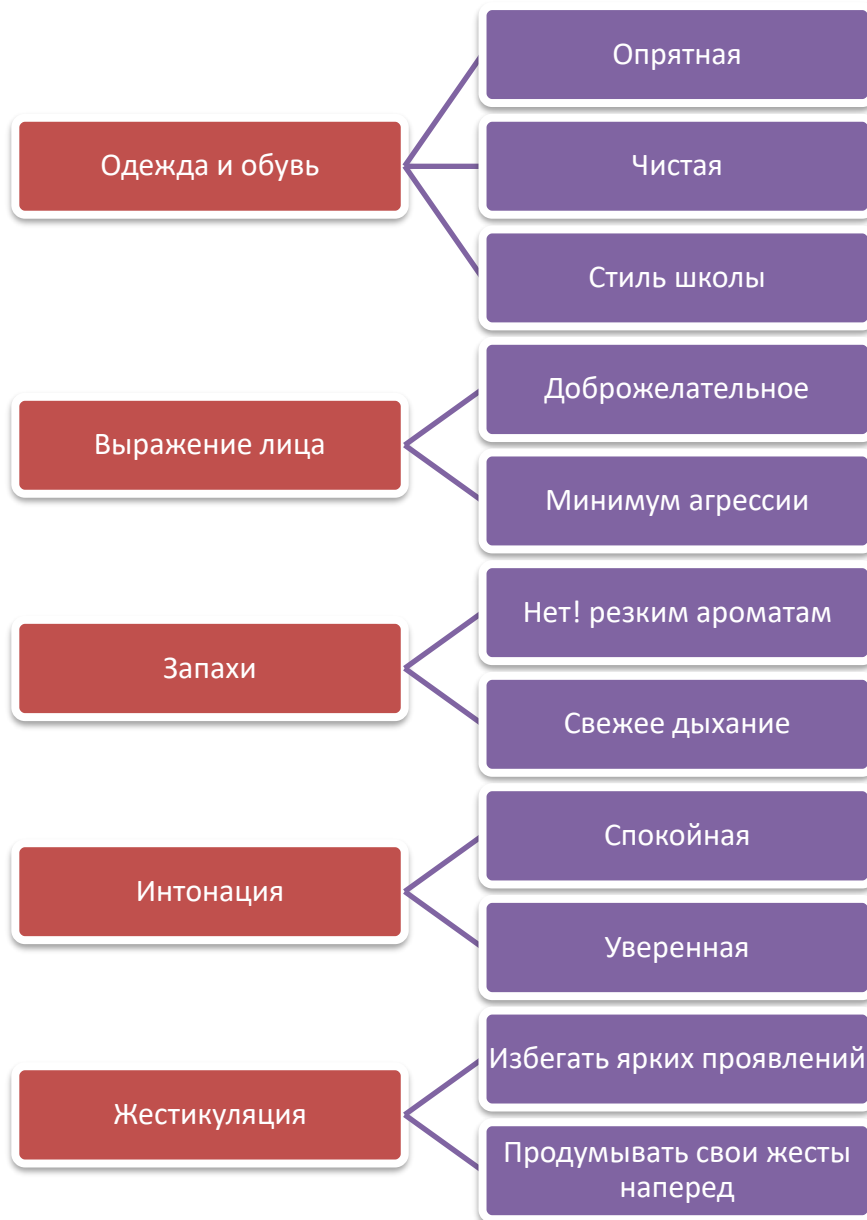 Одежда и обувь
Опрятная
Чистая
Стиль школы
Выражение лица
Доброжелательное
Минимум агрессии
Запахи
Нет! резким ароматам
Свежее дыхание
Интонация
Спокойная
Уверенная
Жестикуляция
Избегать ярких проявлений
Продумывать свои жесты
наперед